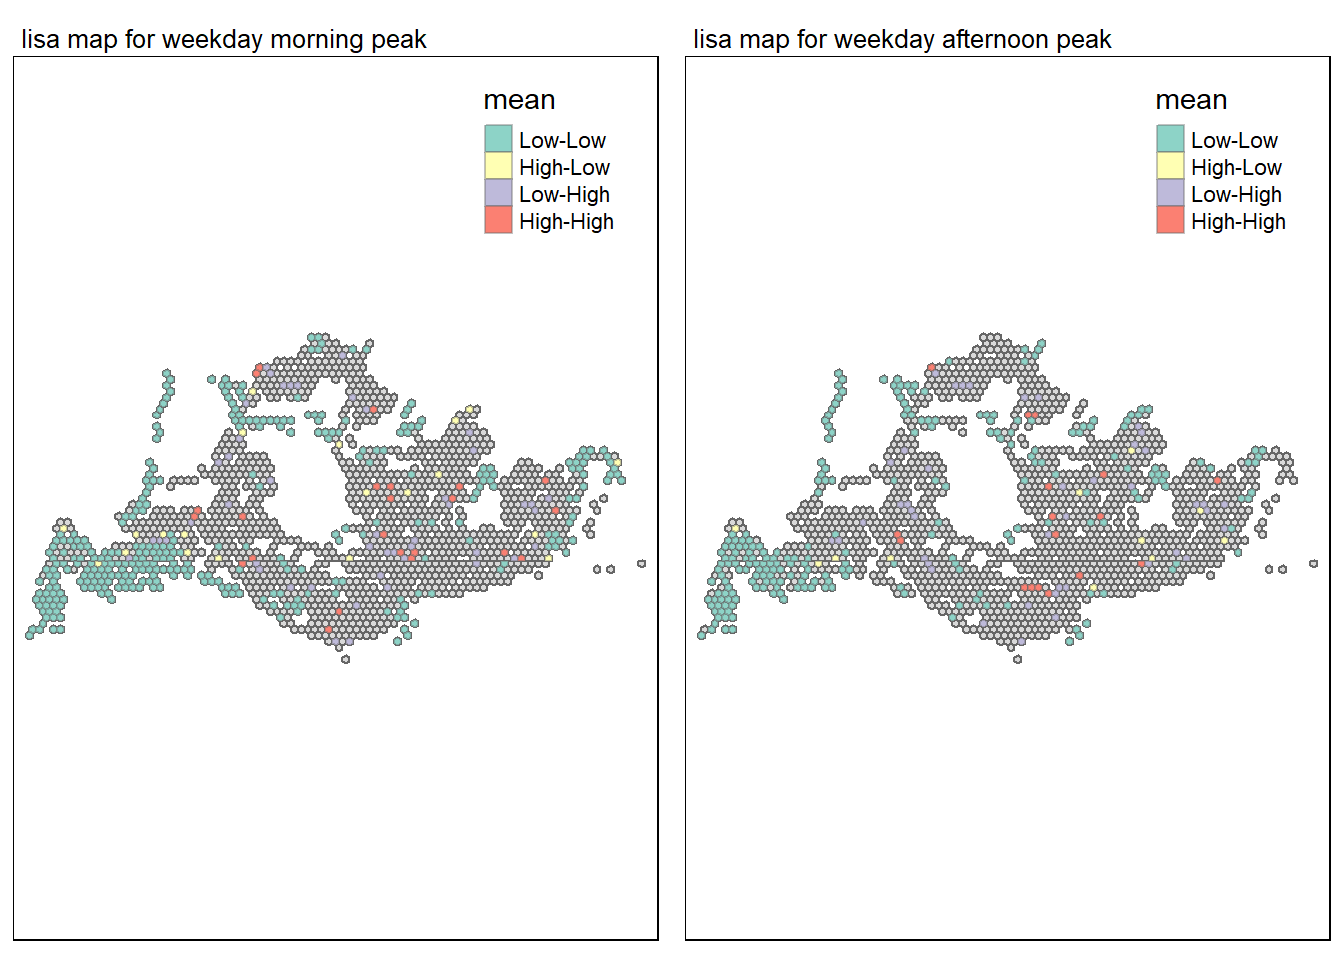 lisa map for weekday morning peak
mean
Low-Low
High-Low
Low-High
High-High
lisa map for weekday afternoon peak
mean
Low-Low
High-Low
Low-High
High-High